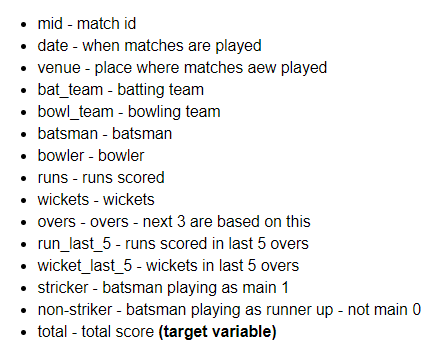 • mid - match id
• date - when matches are played
• venue - place where matches aew played
• bat_team - batting team
• bowl_team - bowling team
• batsman - batsman
• bowler - bowler
• runs - runs scored
• wickets - wickets
• overs - overs - next 3 are based on this
• run_last_5 - runs scored in last 5 overs
• wicket_last_5 - wickets in last 5 overs
• stricker - batsman playing as main 1
• non-striker - batsman playing as runner up - not main 0
• total - total score (target variable)